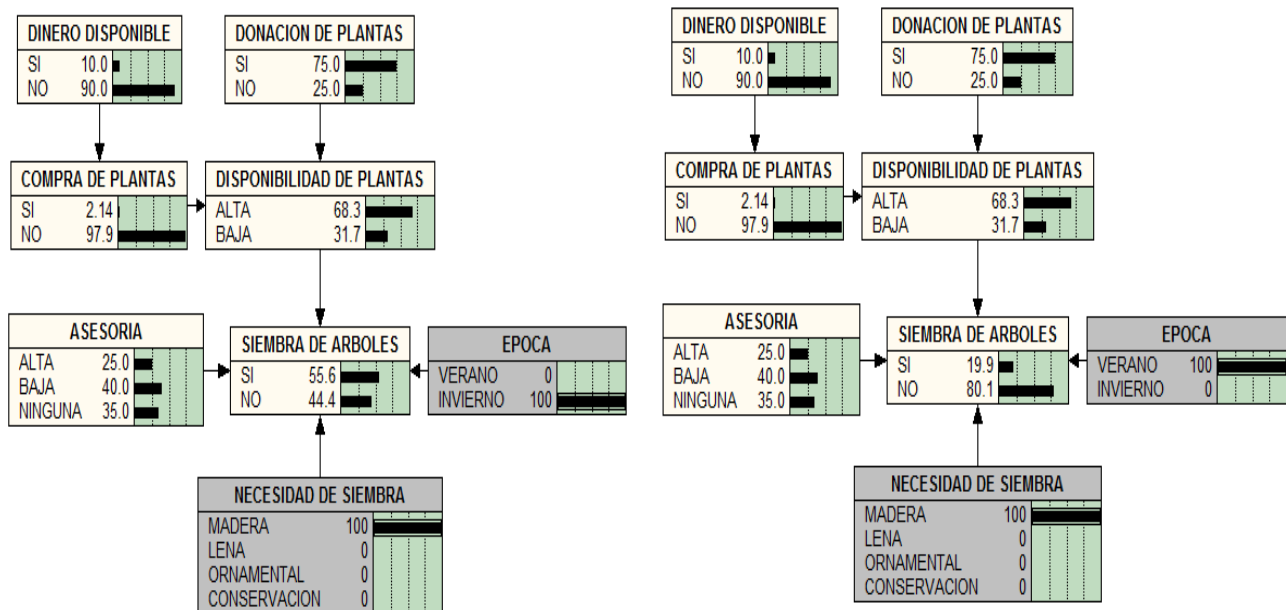 DINERO DISPONIBLE
SI 10.0
NO 90.0
DONACION DE PLANTAS
SI 75.0
NO 25.0
COMPRA DE PLANTAS
SI 2.14
NO 97.9
DISPONIBILIDAD DE PLANTAS
ALTA 68.3
BAJA 31.7
ASESORIA
ALTA 25.0
BAJA 40.0
NINGUNA 35.0
SIEMBRA DE ARBOLES
SI 55.6
NO 44.4
EPOCA
VERANO 0
INVIERNO 100
NECESIDAD DE SIEMBRA
MADERA 100
LENA 0
ORNAMENTAL 0
CONSERVACION 0
DINERO DISPONIBLE
SI 10.0
NO 90.0
DONACION DE PLANTAS
SI 75.0
NO 25.0
COMPRA DE PLANTAS
SI 2.14
NO 97.9
DISPONIBILIDAD DE PLANTAS
ALTA 68.3
BAJA 31.7
ASESORIA
ALTA 25.0
BAJA 40.0
NINGUNA 35.0
SIEMBRA DE ARBOLES
SI 19.9
NO 80.1
EPOCA
VERANO 100
INVIERNO 0
NECESIDAD DE SIEMBRA
MADERA 100
LENA 0
ORNAMENTAL 0
CONSERVACION 0